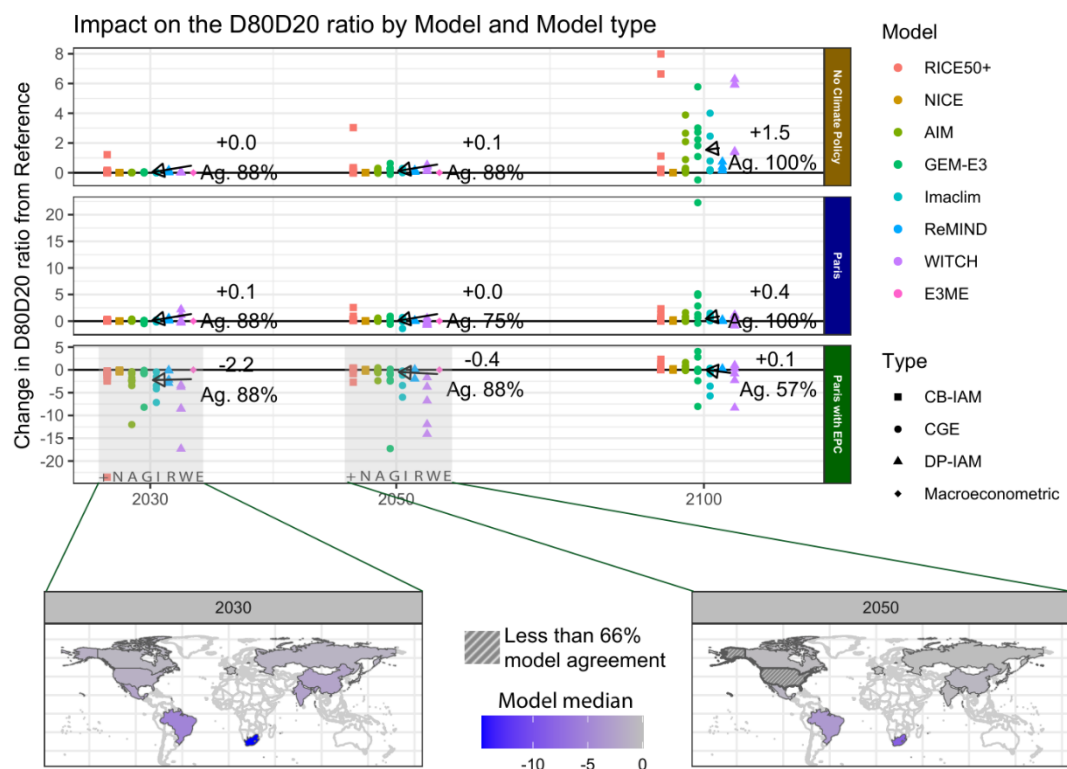 Impact on the D80D20 ratio by Model and Model type
Change in D80D20 ratio from Reference
8
6
4
2
0
+0.0
Ag. 88%
+0.1
Ag. 88%
+1.5
Ag. 100%
No Climate Policy
20
15
10
5
0
+0.1
Ag. 88%
+0.0
Ag. 75%
+0.4
Ag. 100%
Paris
5
0
-5
-10
-15
-20
-2.2
Ag. 88%
-0.4
Ag. 88%
+0.1
Ag. 57%
Paris with EPC
+ N A G I R W E
+ N A G I R W E
2030
2050
2100
Model
RICE50+
NICE
AIM
GEM-E3
Imaclim
ReMIND
WITCH
E3ME
Type
CB-IAM
CGE
DP-IAM
Macroeconometric
2030
Less than 66%
model agreement
Model median
-10
-5
0
2050